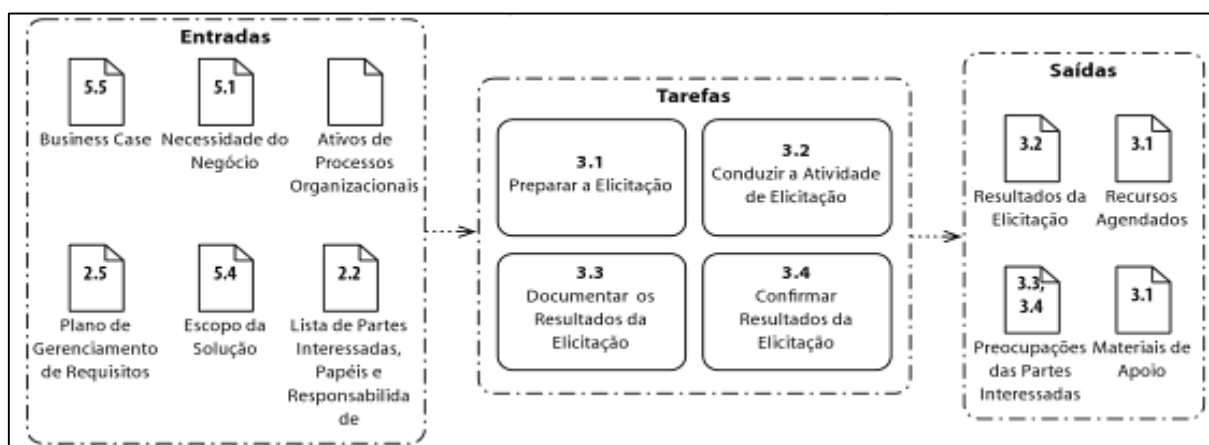 Entradas
5.5
Business Case
5.1
Necessidade do
Negócio
Ativos de
Processos
Organizacionais
2.5
Plano de
Gerenciamento
de Requisitos
5.4
Escopo da
Solução
2.2
Lista de Partes
Interessadas,
Papéis e
Responsabilida
de
Tarefas
3.1
Preparar a Elicitação
3.2
Conduzir a Atividade
de Elicitação
3.3
Documentar os
Resultados da
Elicitação
3.4
Confirmar
Resultados da
Elicitação
Saídas
3.2
Resultados da
Elicitação
3.1
Recursos
Agendados
3.3,
3.4
Preocupações
das Partes
Interessadas
3.1
Materiais de
Apoio